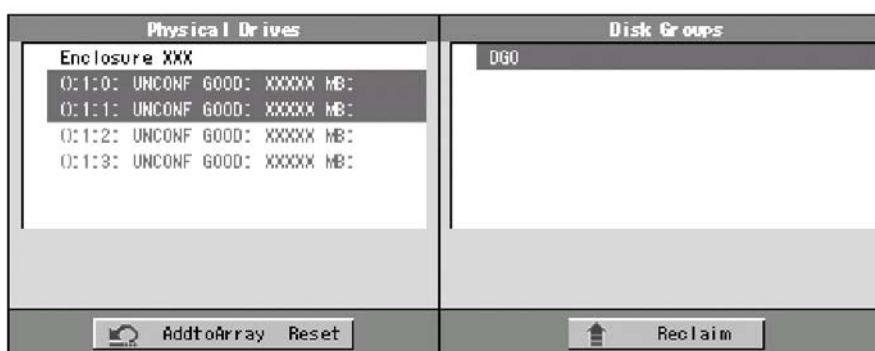 Physical Drives
Enclosure XXX
0:1:0: UNCONF GOOD: XXXXX MB:
0:1:1: UNCONF GOOD: XXXXX MB:
0:1:2: UNCONF GOOD: XXXXX MB:
0:1:3: UNCONF GOOD: XXXXX MB:
AddtoArray Reset
Disk Groups
DG0
Reclaim